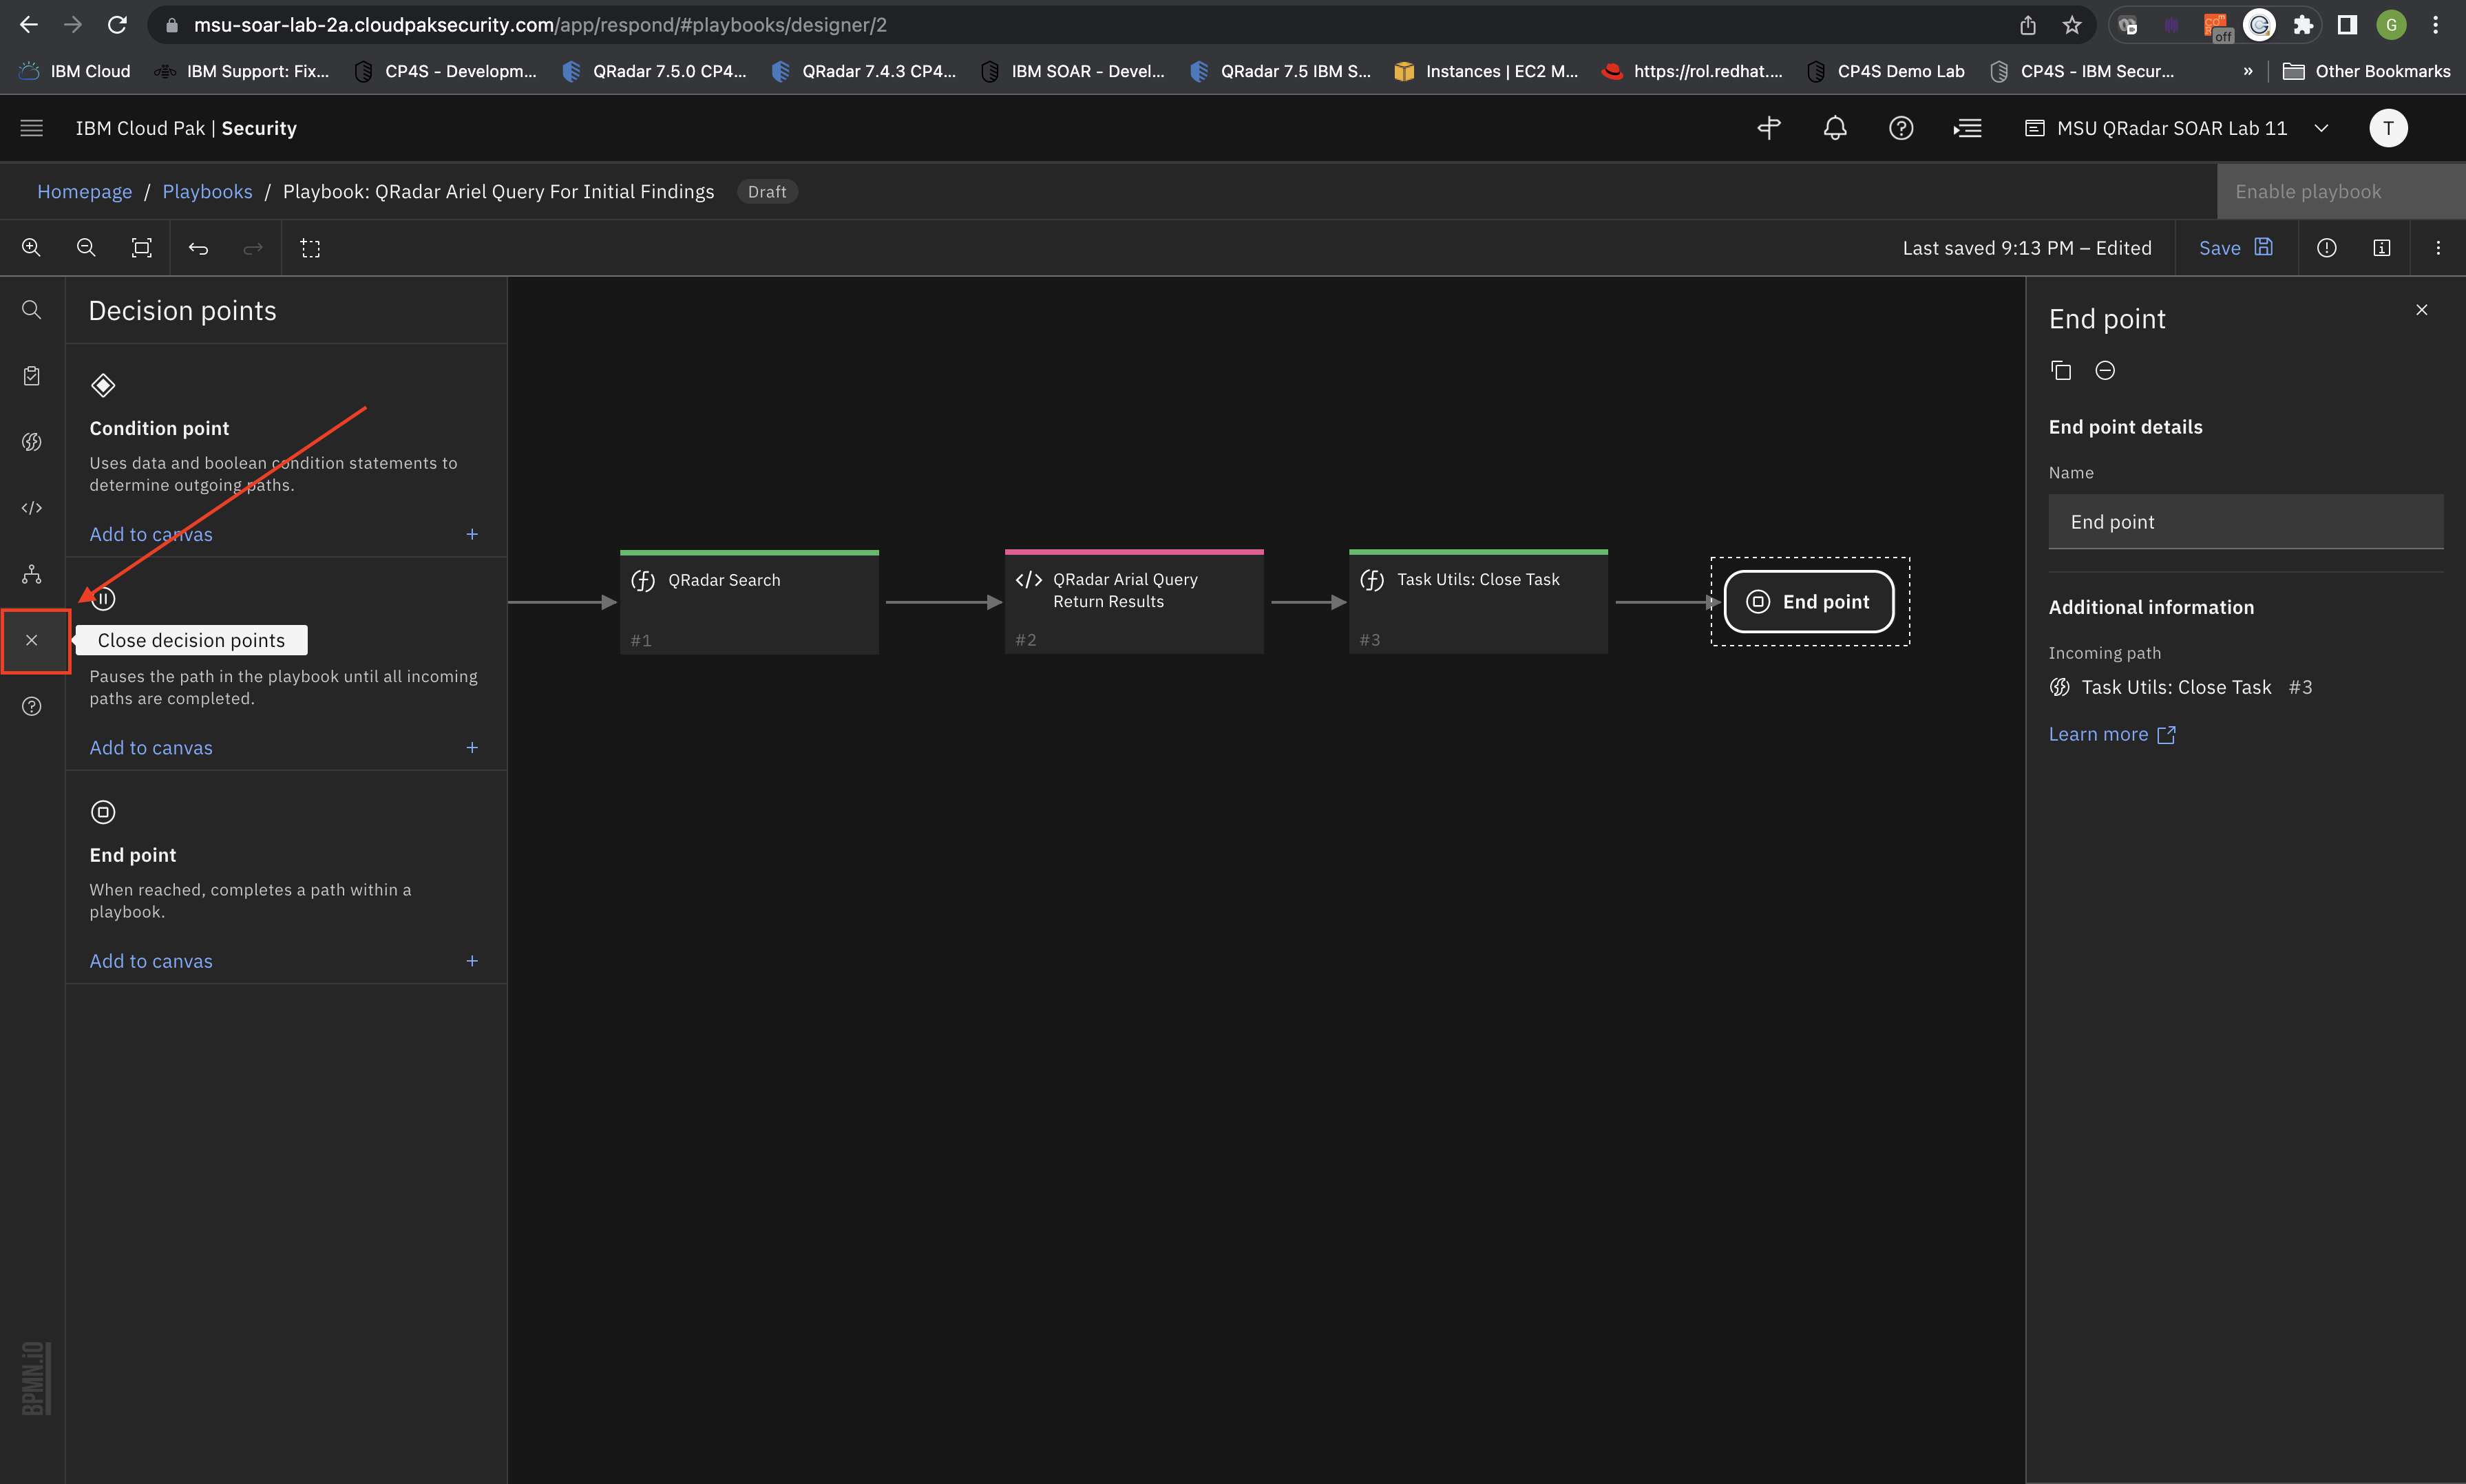 msu-soar-lab-2a.cloudpaksecurity.com/app/respond/#playbooks/designer/2
off
G
IBM Cloud
IBM Support: Fix...
CP4S - Developm...
QRadar 7.5.0 CP4...
QRadar 7.4.3 CP4...
IBM SOAR - Devel...
QRadar 7.5 IBM S...
Instances | EC2 M...
https://rol.redhat....
CP4S Demo Lab
CP4S - IBM Secur...
»
Other Bookmarks
IBM Cloud Pak | Security
MSU QRadar SOAR Lab 11
T
Homepage / Playbooks / Playbook: QRadar Ariel Query For Initial Findings
Draft
Enable playbook
Last saved 9:13 PM – Edited
Save
Decision points
Condition point
Uses data and boolean condition statements to
determine outgoing paths.
Add to canvas +
Close decision points
Pauses the path in the playbook until all incoming
paths are completed.
Add to canvas +
End point
When reached, completes a path within a
playbook.
Add to canvas +
BPMN.iO
QRadar Search
#1
</> QRadar Arial Query
Return Results
#2
Task Utils: Close Task
#3
End point
End point
End point details
Name
End point
Additional information
Incoming path
Task Utils: Close Task #3
Learn more